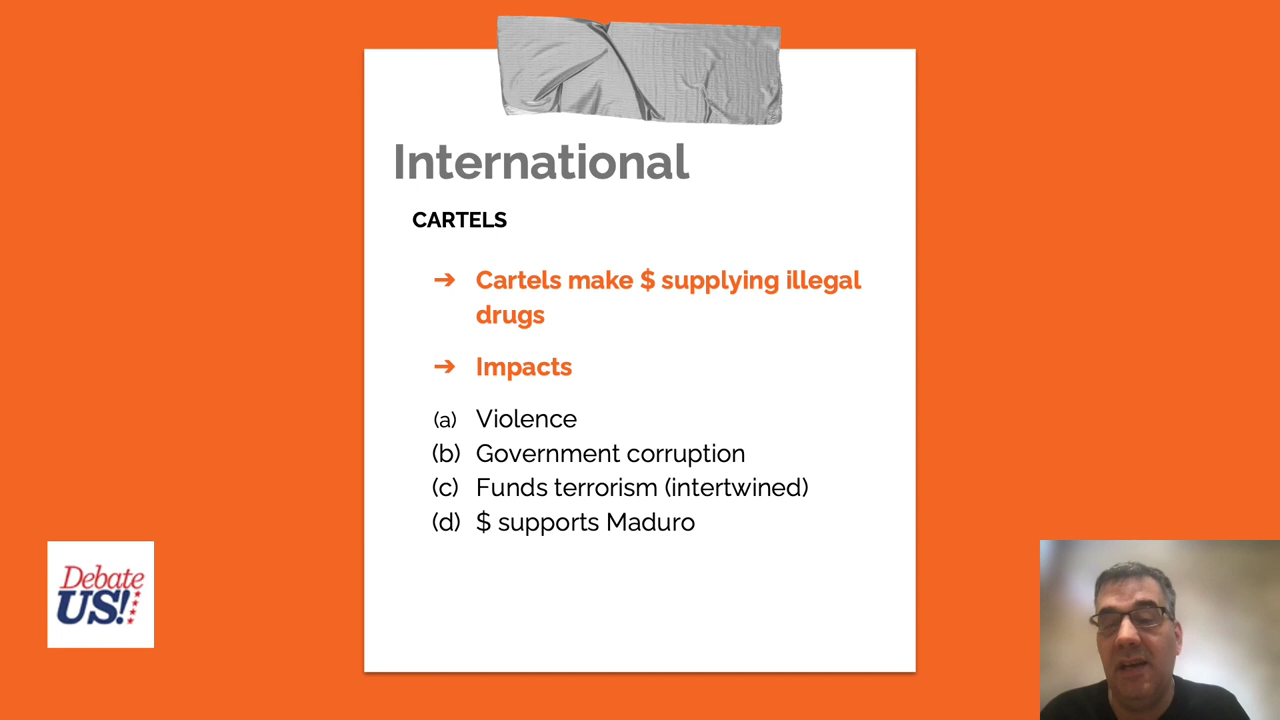 International
CARTELS
➔ Cartels make $ supplying illegal
drugs
➔ Impacts
(a) Violence
(b) Government corruption
(c) Funds terrorism (intertwined)
(d) $ supports Maduro
Debate
US!